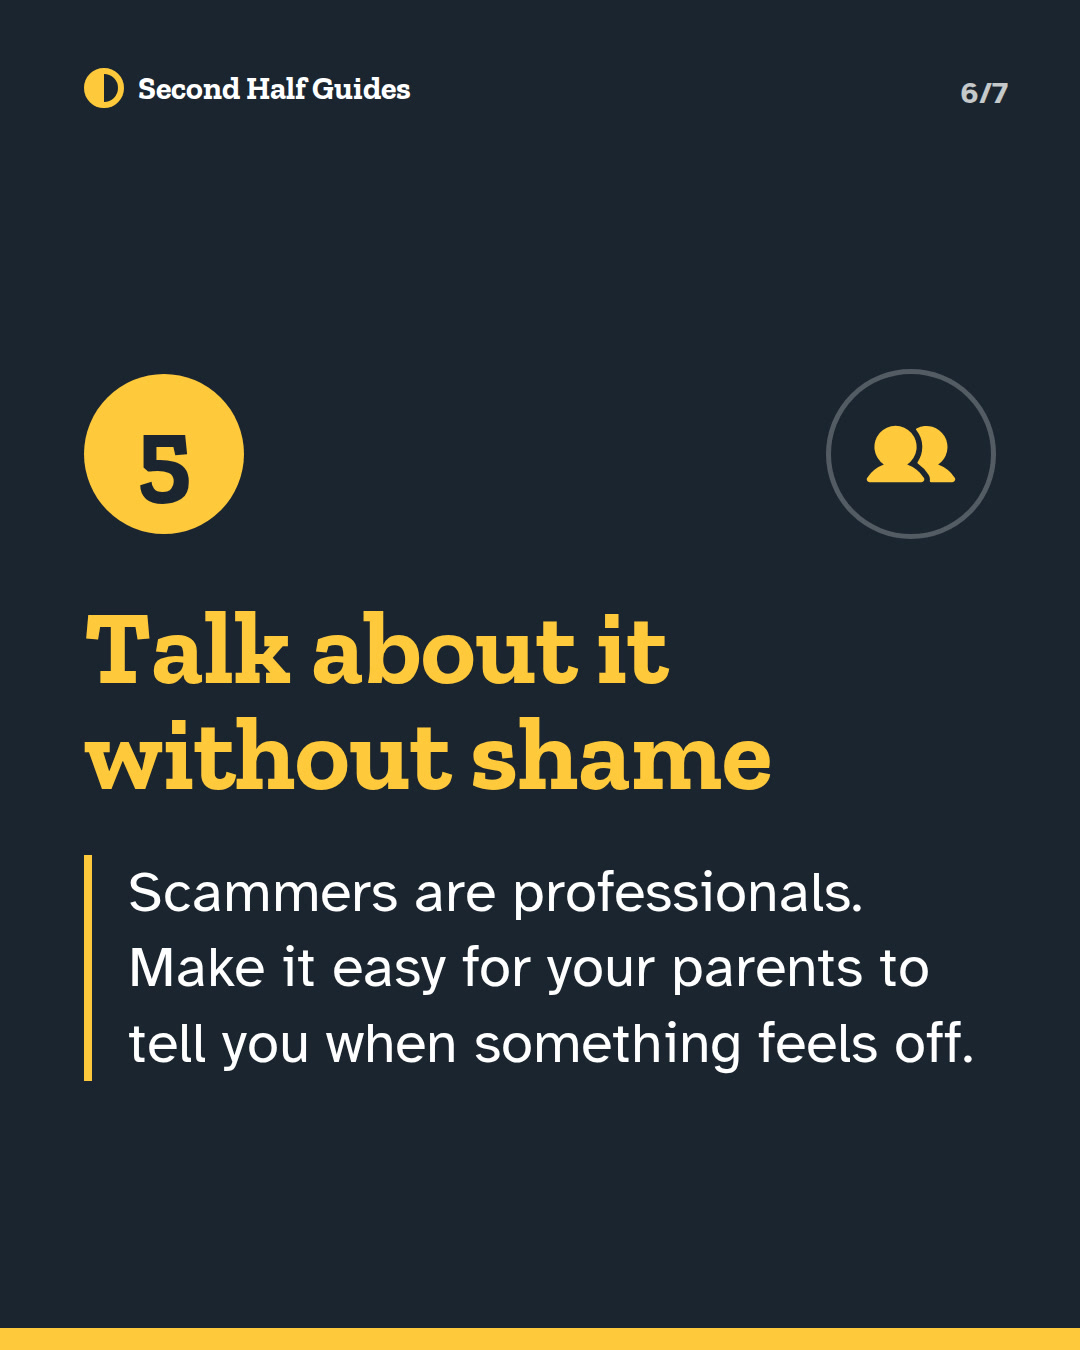 Second Half Guides
6/7
5
Talk about it
without shame
Scammers are professionals.
Make it easy for your parents to
tell you when something feels off.